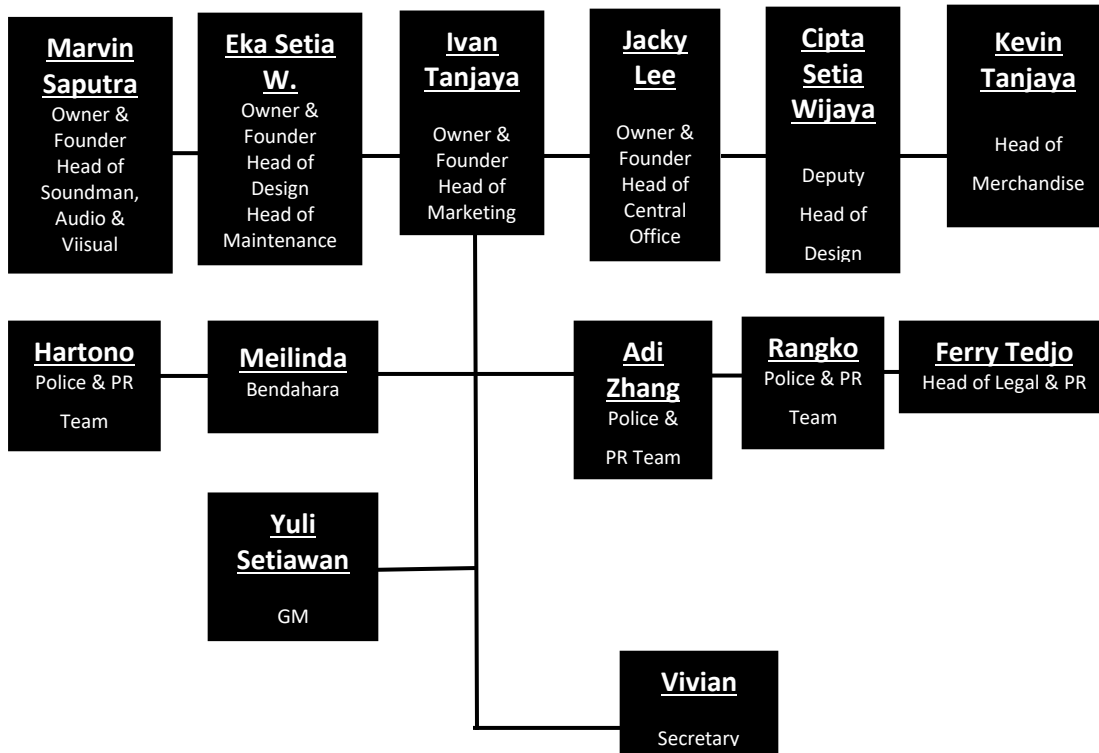 Marvin
Saputra
Owner &
Founder
Head of
Soundman,
Audio &
Viisual
Eka Setia
W.
Owner &
Founder
Head of
Design
Head of
Maintenance
Ivan
Tanjaya
Owner &
Founder
Head of
Marketing
Jacky
Lee
Owner &
Founder
Head of
Central
Office
Cipta
Setia
Wijaya
Deputy
Head of
Design
Kevin
Tanjaya
Head of
Merchandise
Hartono
Police & PR
Team
Meilinda
Bendahara
Adi
Zhang
Police &
PR Team
Rangko
Police & PR
Team
Ferry Tedjo
Head of Legal & PR
Yuli
Setiawan
GM
Vivian
Secretary